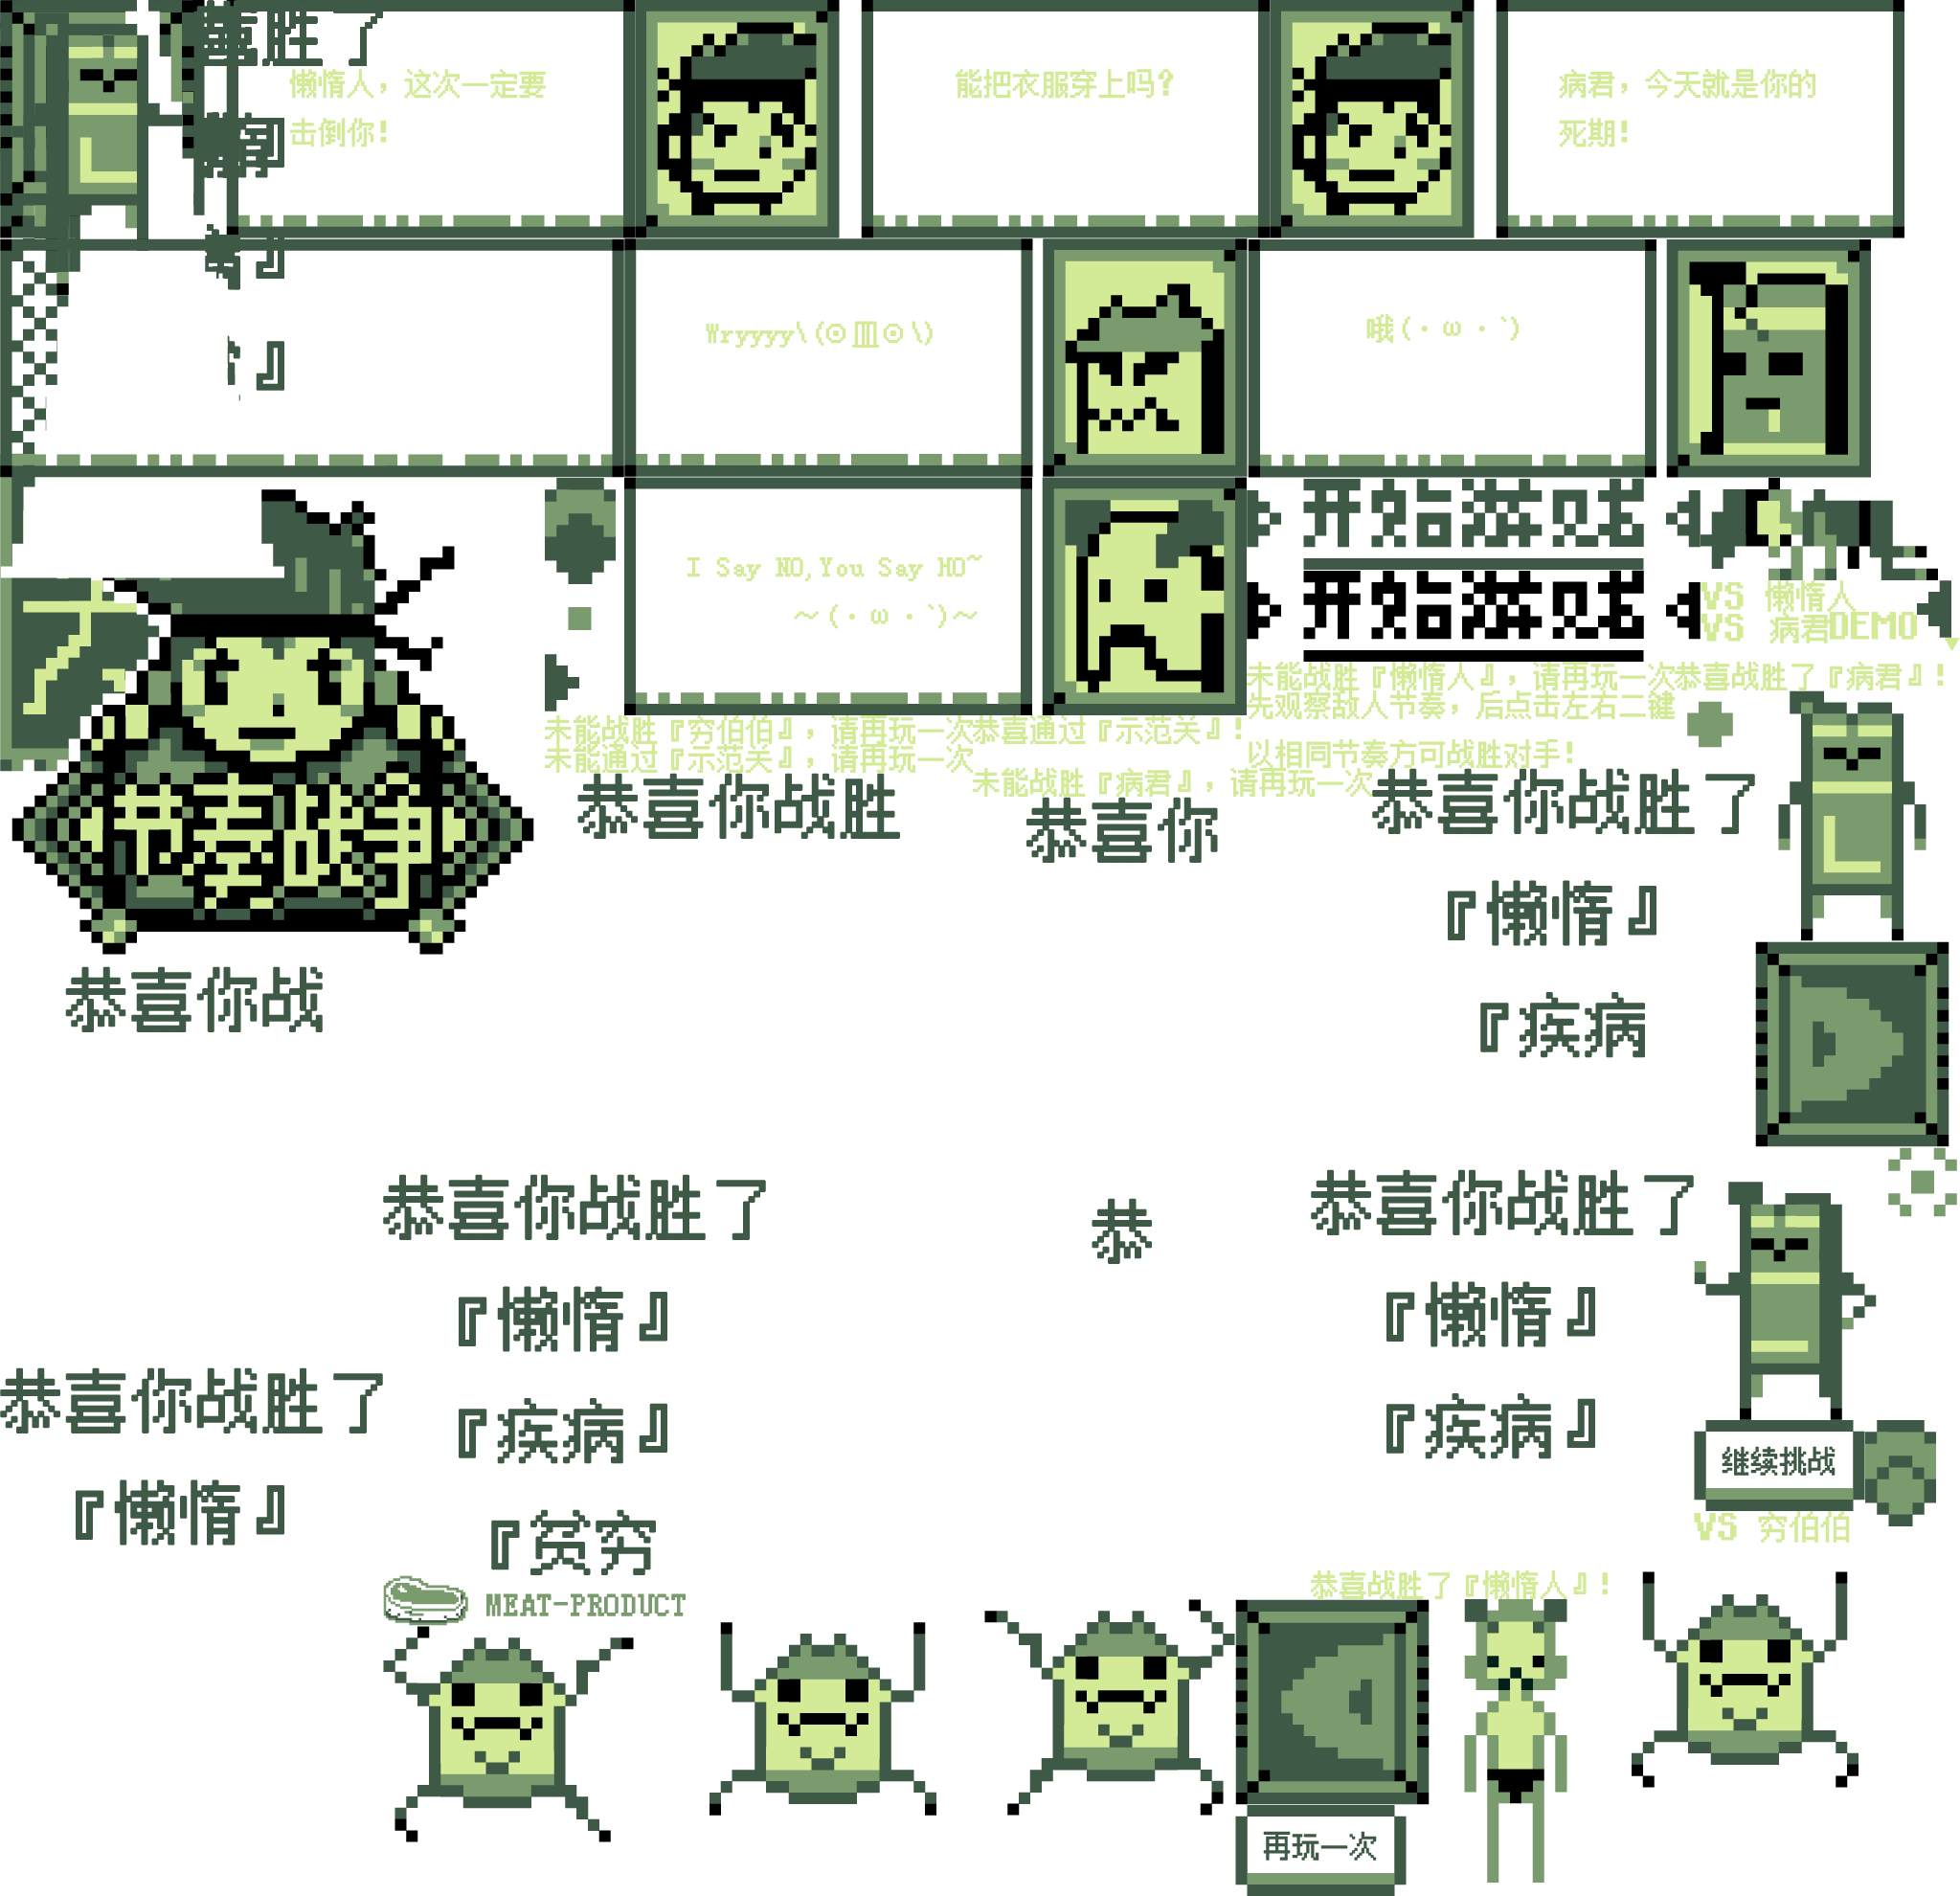 胜了
懒惰人，这次一定要
击倒你!
能把衣服穿上吗?
病君，今天就是你的
死期!
』
』
Wryyyy\(⊙皿⊙\)
哦(・ω・`)
I Say NO,You Say HO~
～(・ω・`)～
开始游戏
开始游戏
VS 懒惰人
VS 病君
DEMO
未能战胜『懒惰人』，请再玩一次
恭喜战胜了『病君』!
先观察敌人节奏，后点击左右二键
以相同节奏方可战胜对手!
未能战胜『穷伯伯』，请再玩一次
恭喜通过『示范关』!
未能通过『示范关』，请再玩一次
未能战胜『病君』，请再玩一次
节奏战争
恭喜你战胜
恭喜你
恭喜你战胜了
『懒惰』
『疾病
恭喜你战
恭喜你战胜了
『懒惰』
『疾病』
『贫穷
恭
恭喜你战胜了
『懒惰』
『疾病』
恭喜你战胜了
『懒惰』
继续挑战
VS 穷伯伯
恭喜战胜了『懒惰人』!
MEAT-PRODUCT
再玩一次